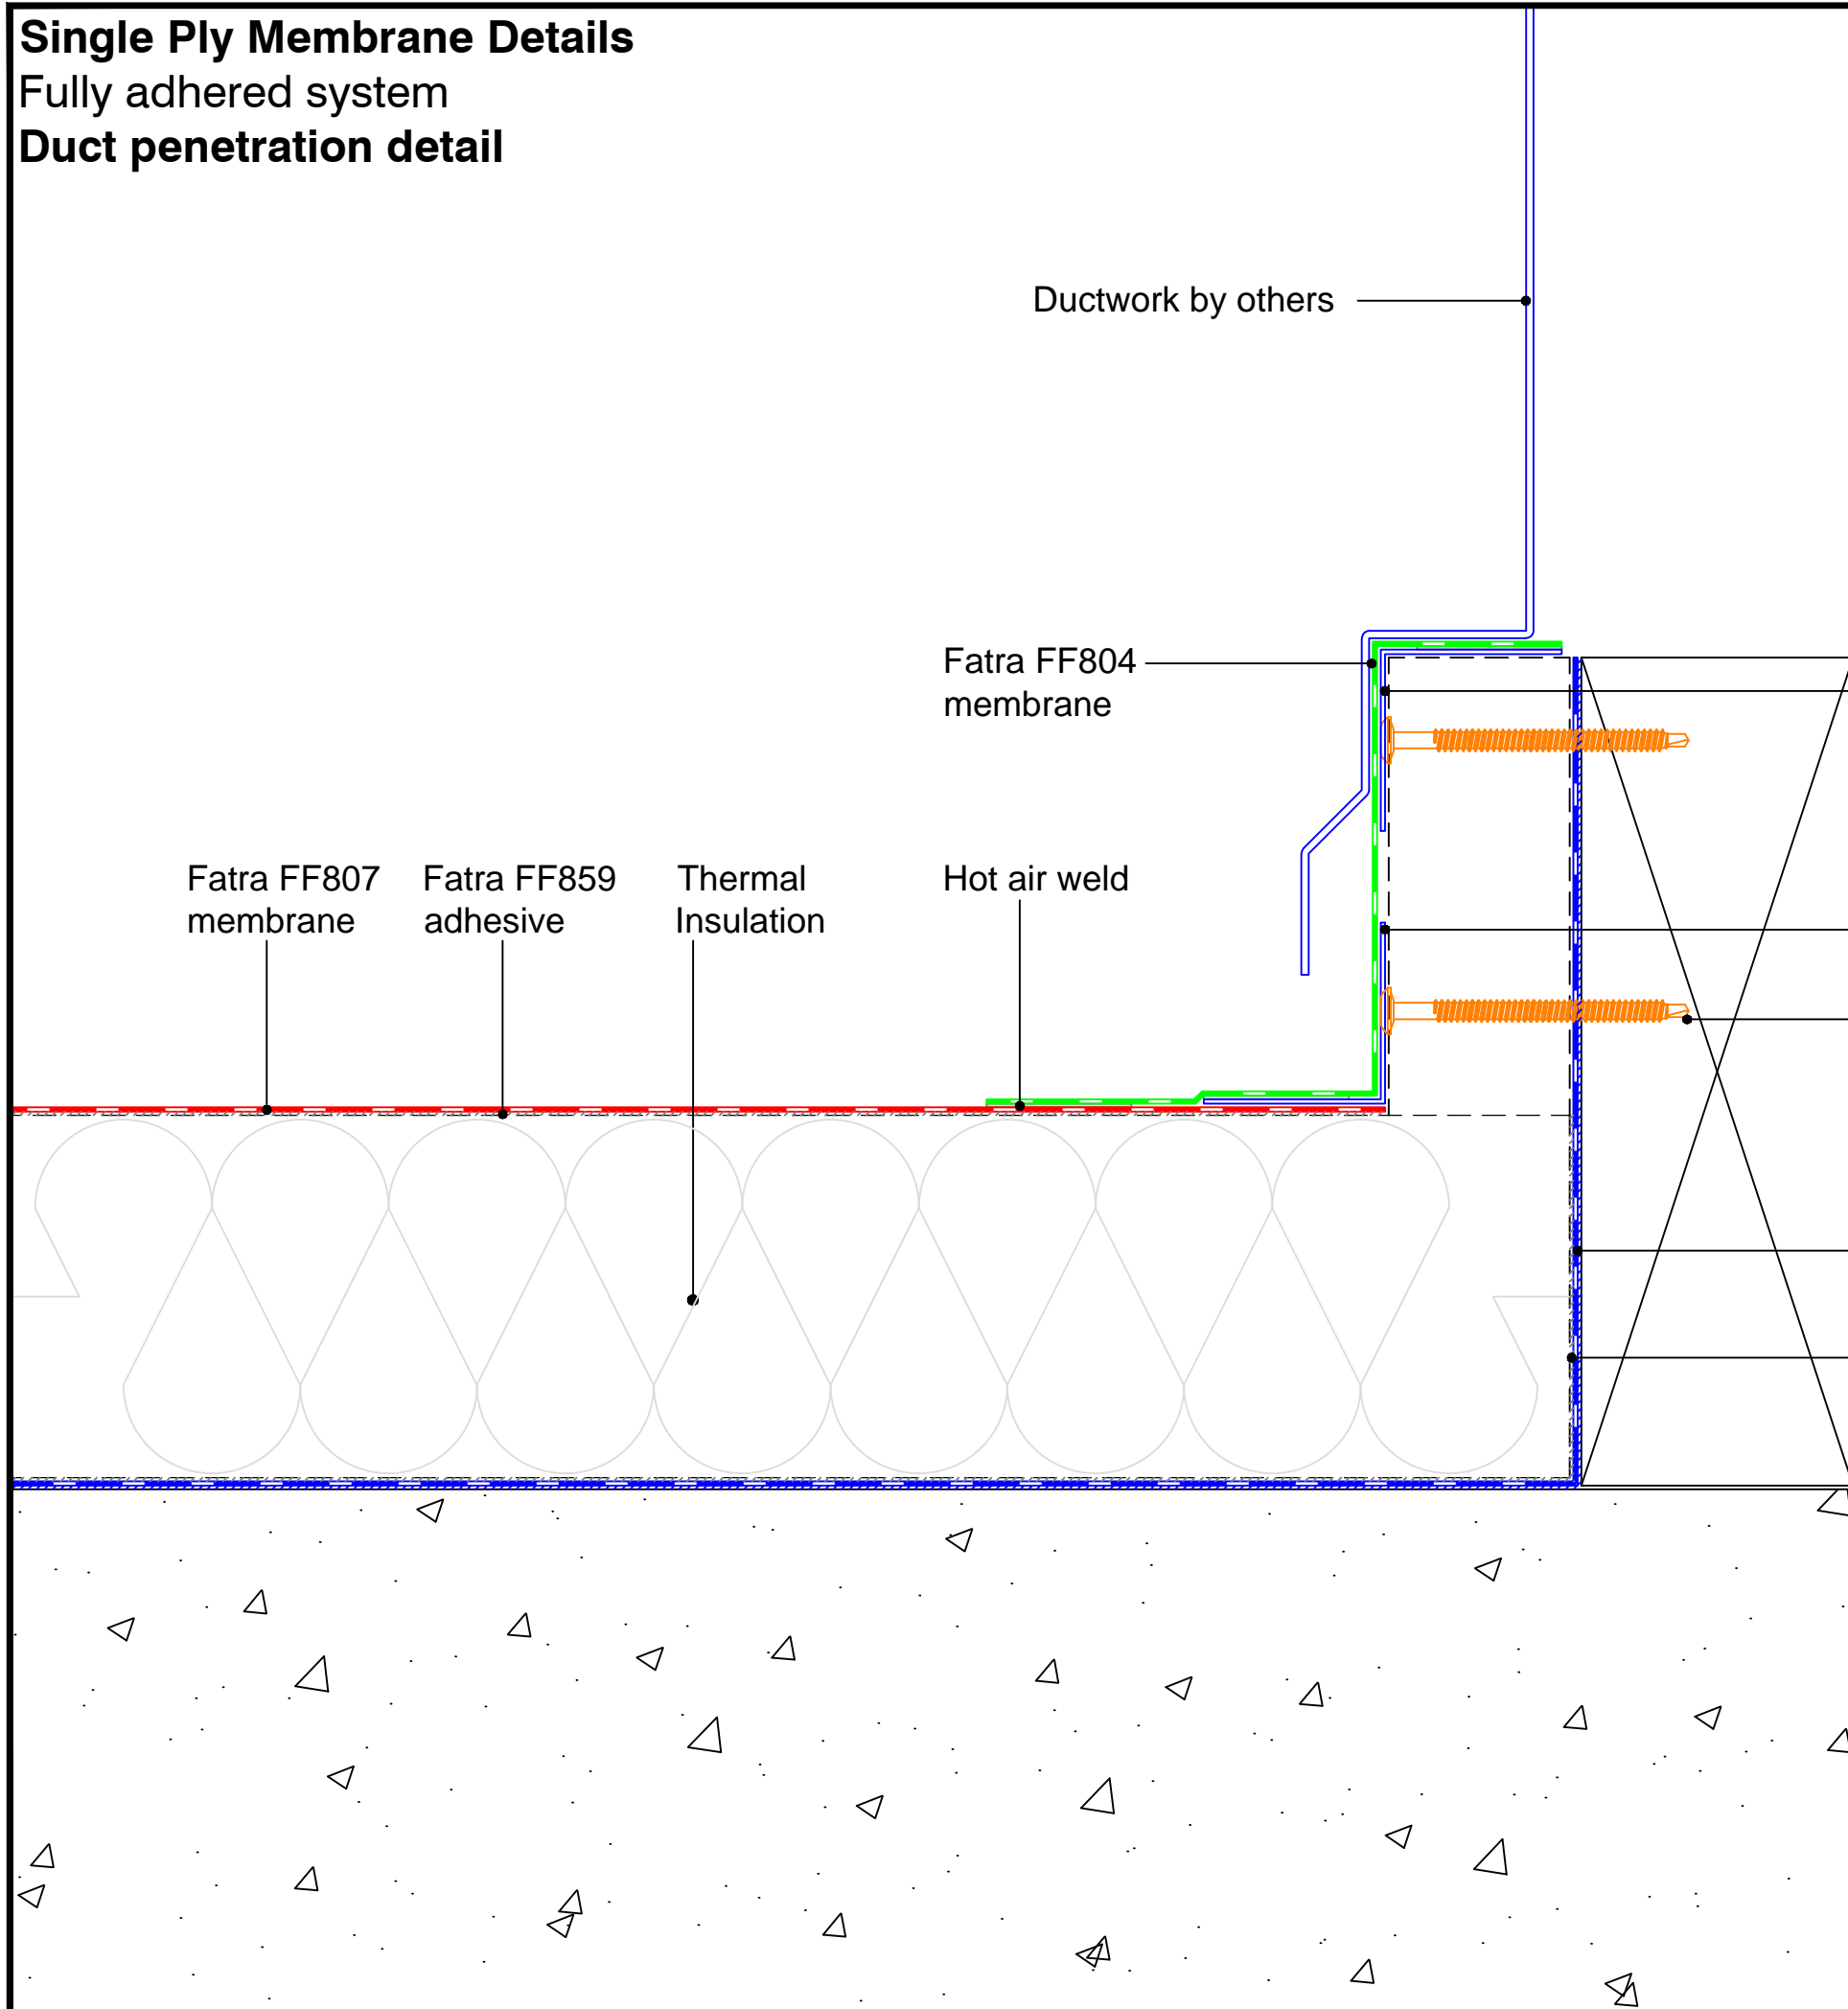 Single Ply Membrane Details
Fully adhered system
Duct penetration detail
Ductwork by others
Fatra FF804
membrane
Fatra FF807
membrane
Fatra FF859
adhesive
Thermal
Insulation
Hot air weld